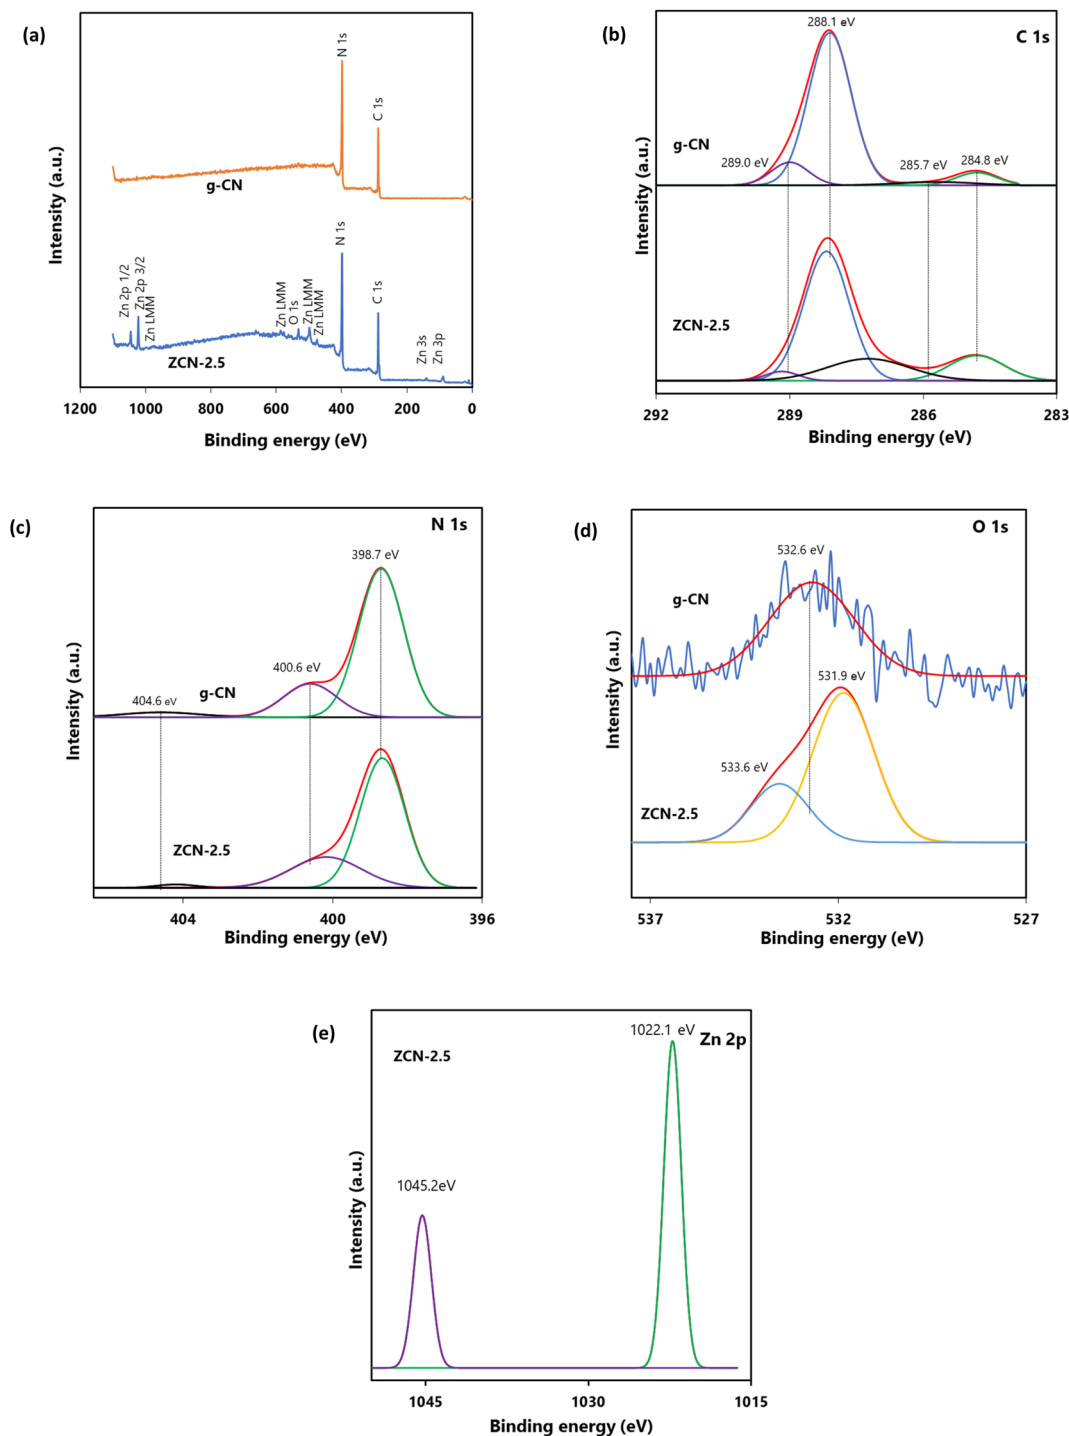 (a)
N 1s
C 1s
g-CN
N 1s
C 1s
Zn 2p 1/2
Zn 2p 3/2
Zn LMM
Zn LMM
O 1s
Zn LMM
Zn LMM
Zn 3s
Zn 3p
ZCN-2.5
Intensity (a.u.)
1200 1000 800 600 400 200 0
Binding energy (eV)
(b)
288.1 eV
C 1s
g-CN
289.0 eV
285.7 eV
284.8 eV
ZCN-2.5
Intensity (a.u.)
292 289 286 283
Binding energy (eV)
(c)
N 1s
398.7 eV
400.6 eV
g-CN
404.6 eV
ZCN-2.5
Intensity (a.u.)
404 400 396
Binding energy (eV)
(d)
O 1s
532.6 eV
g-CN
531.9 eV
533.6 eV
ZCN-2.5
Intensity (a.u.)
537 532 527
Binding energy (eV)
(e)
1022.1 eV
Zn 2p
ZCN-2.5
1045.2eV
Intensity (a.u.)
1045 1030 1015
Binding energy (eV)